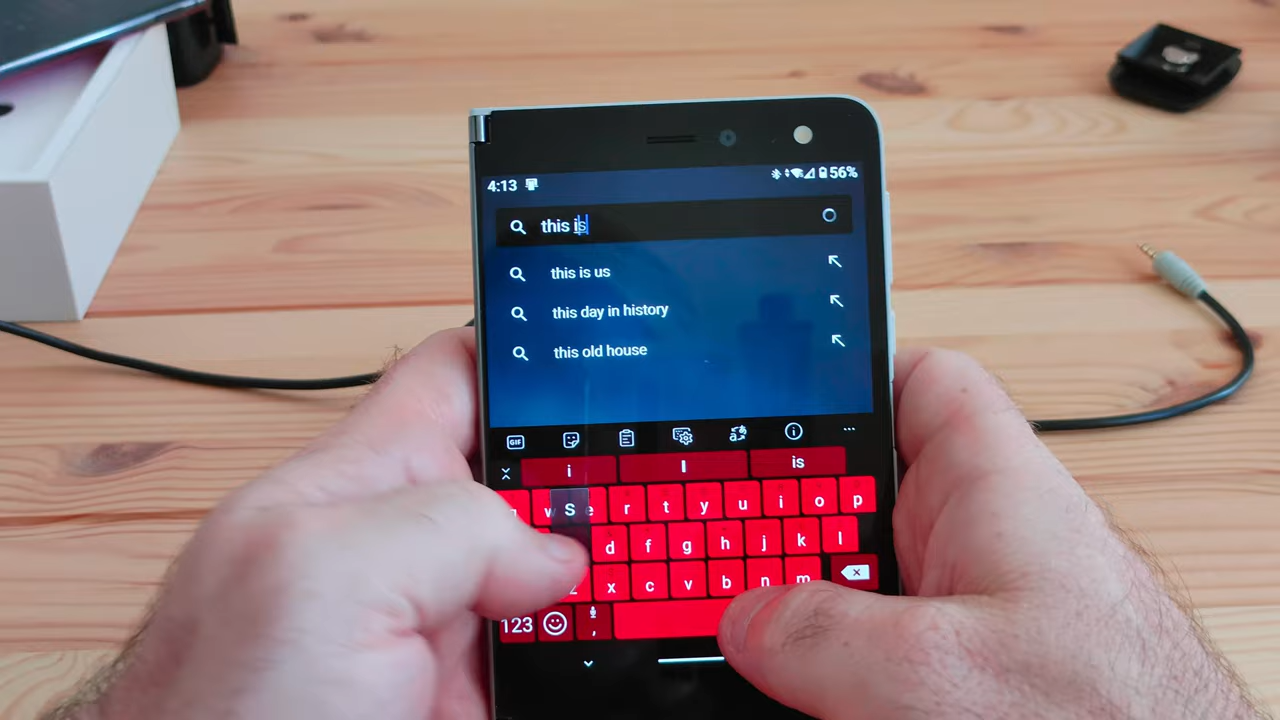 4:13 56%
this is
this is us
this day in history
this old house
GIF
i I is
w S e r t y u i o p
d f g h j k l
z x c v b n m
123 ,